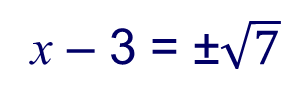 x – 3 = ±√7